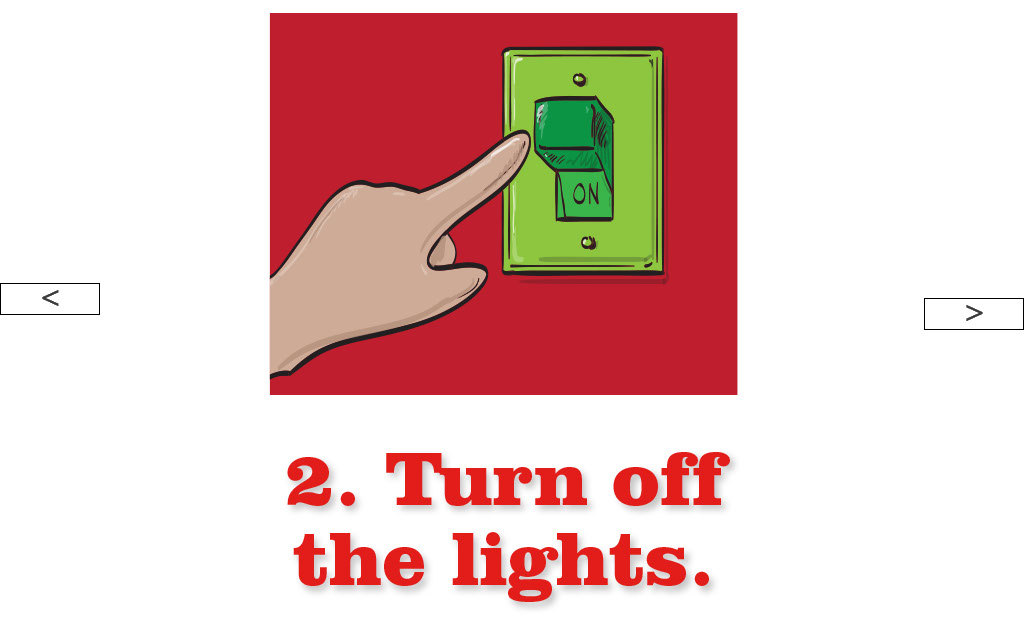 ON
<
>
2. Turn off
the lights.